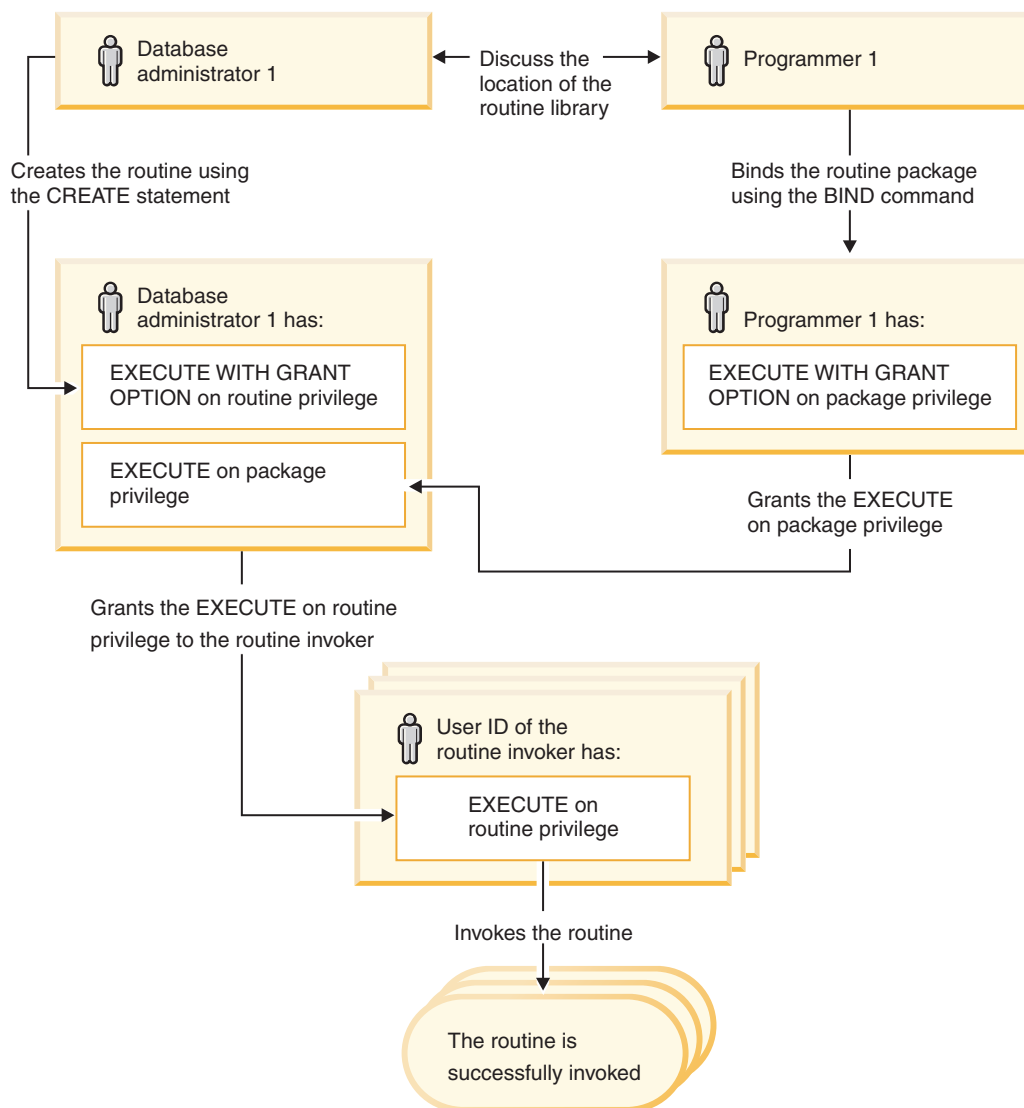 Database
administrator 1
Discuss the
location of the
routine library
Programmer 1
Creates the routine using
the CREATE statement
Binds the routine package
using the BIND command
Database
administrator 1 has:
EXECUTE WITH GRANT
OPTION on routine privilege
EXECUTE on package
privilege
Programmer 1 has:
EXECUTE WITH GRANT
OPTION on package privilege
Grants the EXECUTE
on package privilege
Grants the EXECUTE on routine
privilege to the routine invoker
User ID of the
routine invoker has:
EXECUTE on
routine privilege
Invokes the routine
The routine is
successfully invoked